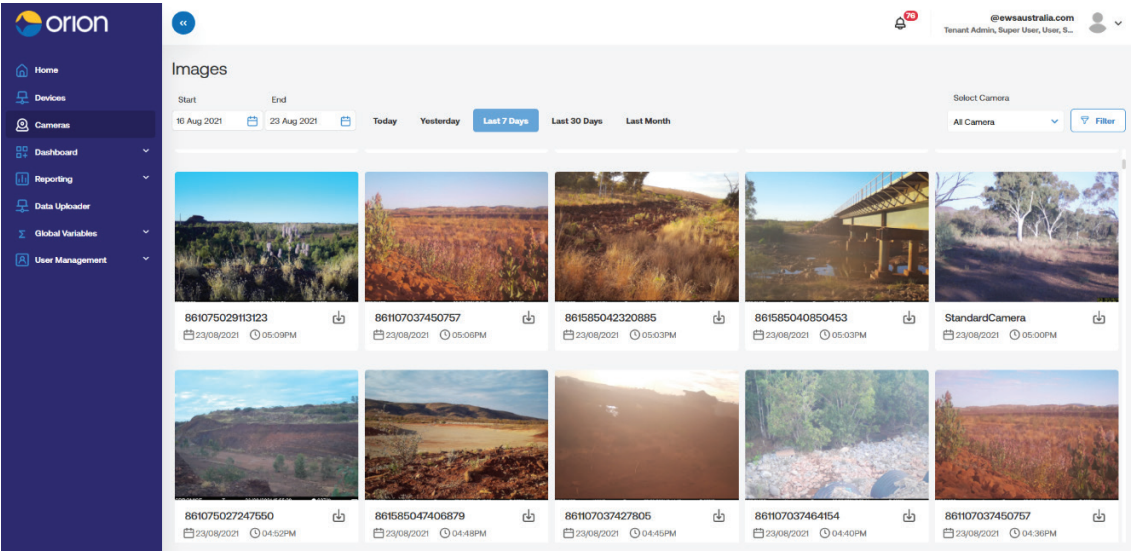 orion
«
76
@ewsaustralia.com
Tenant Admin, Super User, User, S...
Home
Devices
Cameras
Dashboard
Reporting
Data Uploader
Σ Global Variables
User Management
Images
Start End Select Camera
16 Aug 2021 23 Aug 2021 Today Yesterday Last 7 Days Last 30 Days Last Month All Camera Filter
861075029113123 861107037450757 861585042320885 861585040850453 StandardCamera
23/08/2021 05:09PM 23/08/2021 05:06PM 23/08/2021 05:03PM 23/08/2021 05:03PM 23/08/2021 05:00PM
861075027247550 861585047406879 861107037427805 861107037464154 861107037450757
23/08/2021 04:52PM 23/08/2021 04:48PM 23/08/2021 04:45PM 23/08/2021 04:40PM 23/08/2021 04:36PM